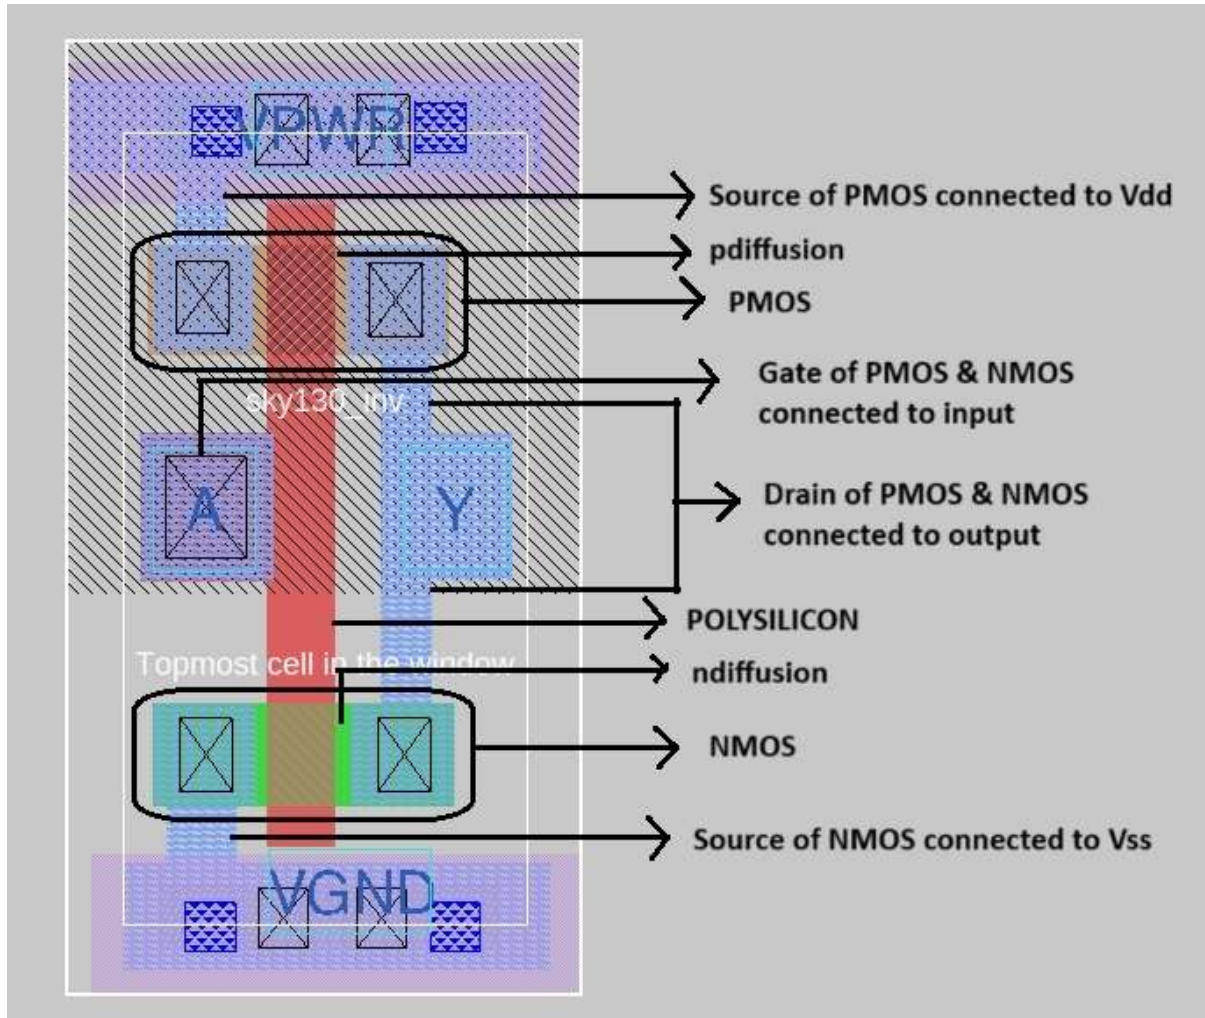 VPWR
Source of PMOS connected to Vdd
pdiffusion
PMOS
Gate of PMOS & NMOS
connected to input
sky130_inv
A
Y
Drain of PMOS & NMOS
connected to output
POLYSILICON
Topmost cell in the window
ndiffusion
NMOS
Source of NMOS connected to Vss
VGND